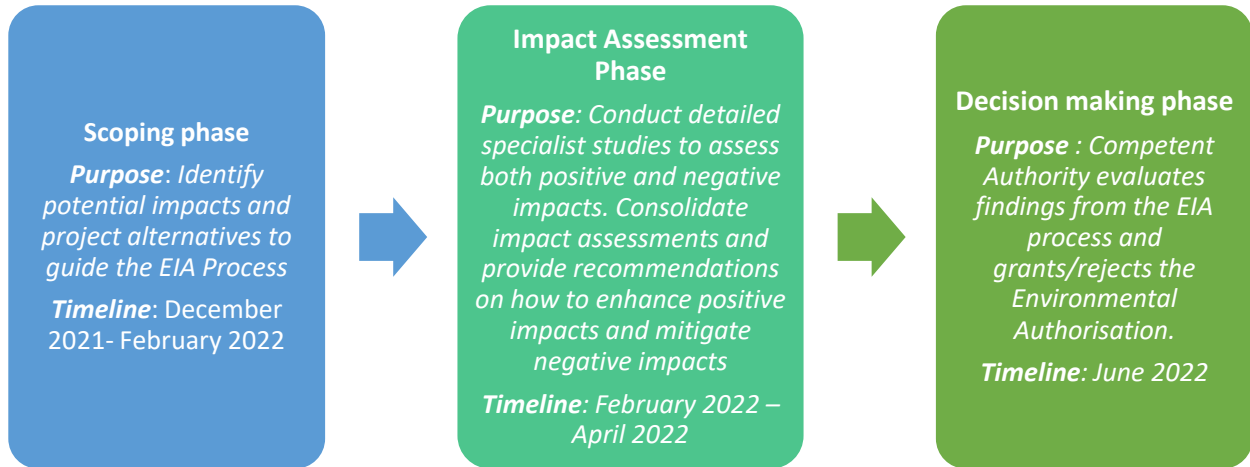 Scoping phase
Purpose: Identify
potential impacts and
project alternatives to
guide the EIA Process
Timeline: December
2021- February 2022
Impact Assessment
Phase
Purpose: Conduct detailed
specialist studies to assess
both positive and negative
impacts. Consolidate
impact assessments and
provide recommendations
on how to enhance positive
impacts and mitigate
negative impacts
Timeline: February 2022 –
April 2022
Decision making phase
Purpose : Competent
Authority evaluates
findings from the EIA
process and
grants/rejects the
Environmental
Authorisation.
Timeline: June 2022